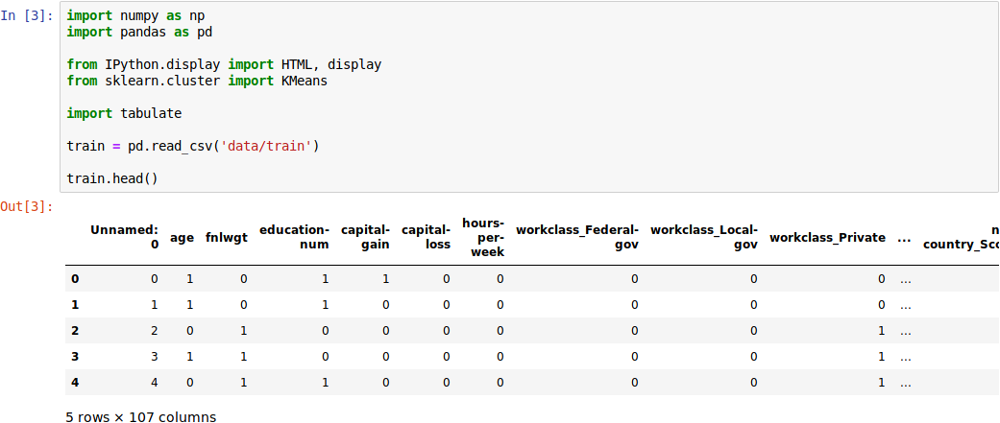 In [3]: import numpy as np
import pandas as pd
from IPython.display import HTML, display
from sklearn.cluster import KMeans
import tabulate
train = pd.read_csv('data/train')
train.head()
Out[3]:
Unnamed: 0 age fnlwgt education-num capital-gain capital-loss hours-per-week workclass_Federal-gov workclass_Local-gov workclass_Private ... n country_Sco
0 0 1 0 1 1 0 0 0 0 0 ...
1 1 1 0 1 0 0 0 0 0 0 ...
2 2 0 1 0 0 0 0 0 0 1 ...
3 3 1 1 0 0 0 0 0 0 1 ...
4 4 0 1 1 0 0 0 0 0 1 ...
5 rows × 107 columns